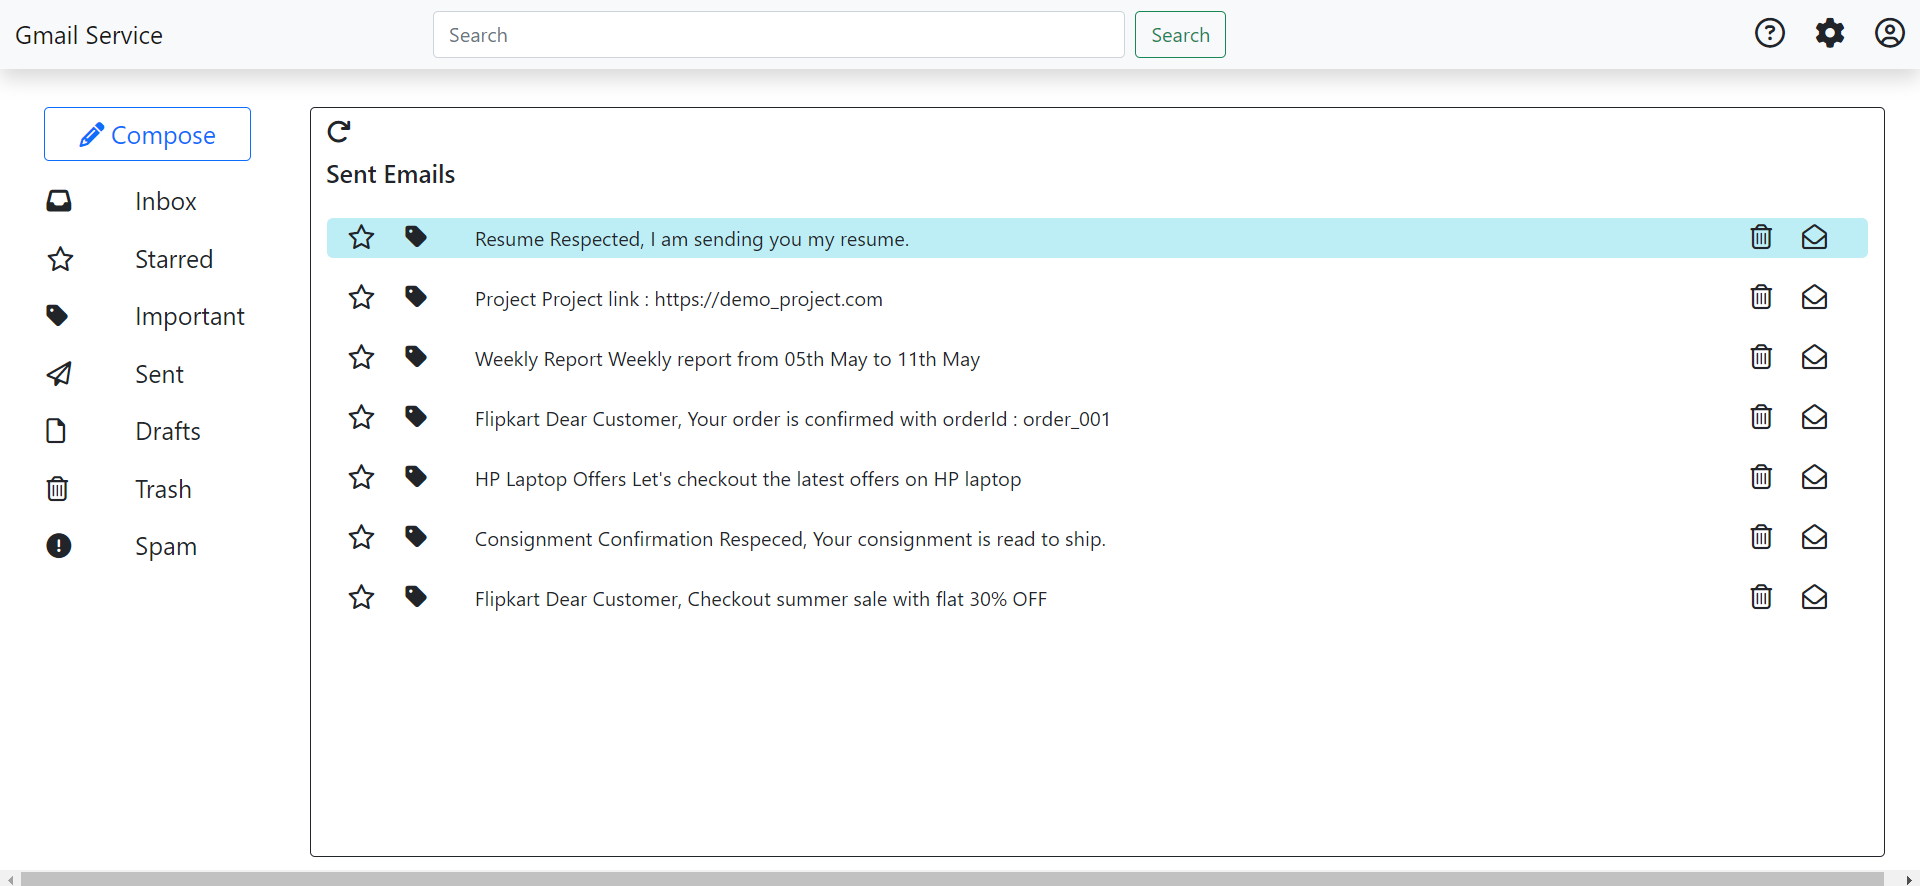 Gmail Service
Search
Search
Compose
Inbox
Starred
Important
Sent
Drafts
Trash
Spam
Sent Emails
Resume Respected, I am sending you my resume.
Project Project link : https://demo_project.com
Weekly Report Weekly report from 05th May to 11th May
Flipkart Dear Customer, Your order is confirmed with orderId : order_001
HP Laptop Offers Let's checkout the latest offers on HP laptop
Consignment Confirmation Respeced, Your consignment is read to ship.
Flipkart Dear Customer, Checkout summer sale with flat 30% OFF